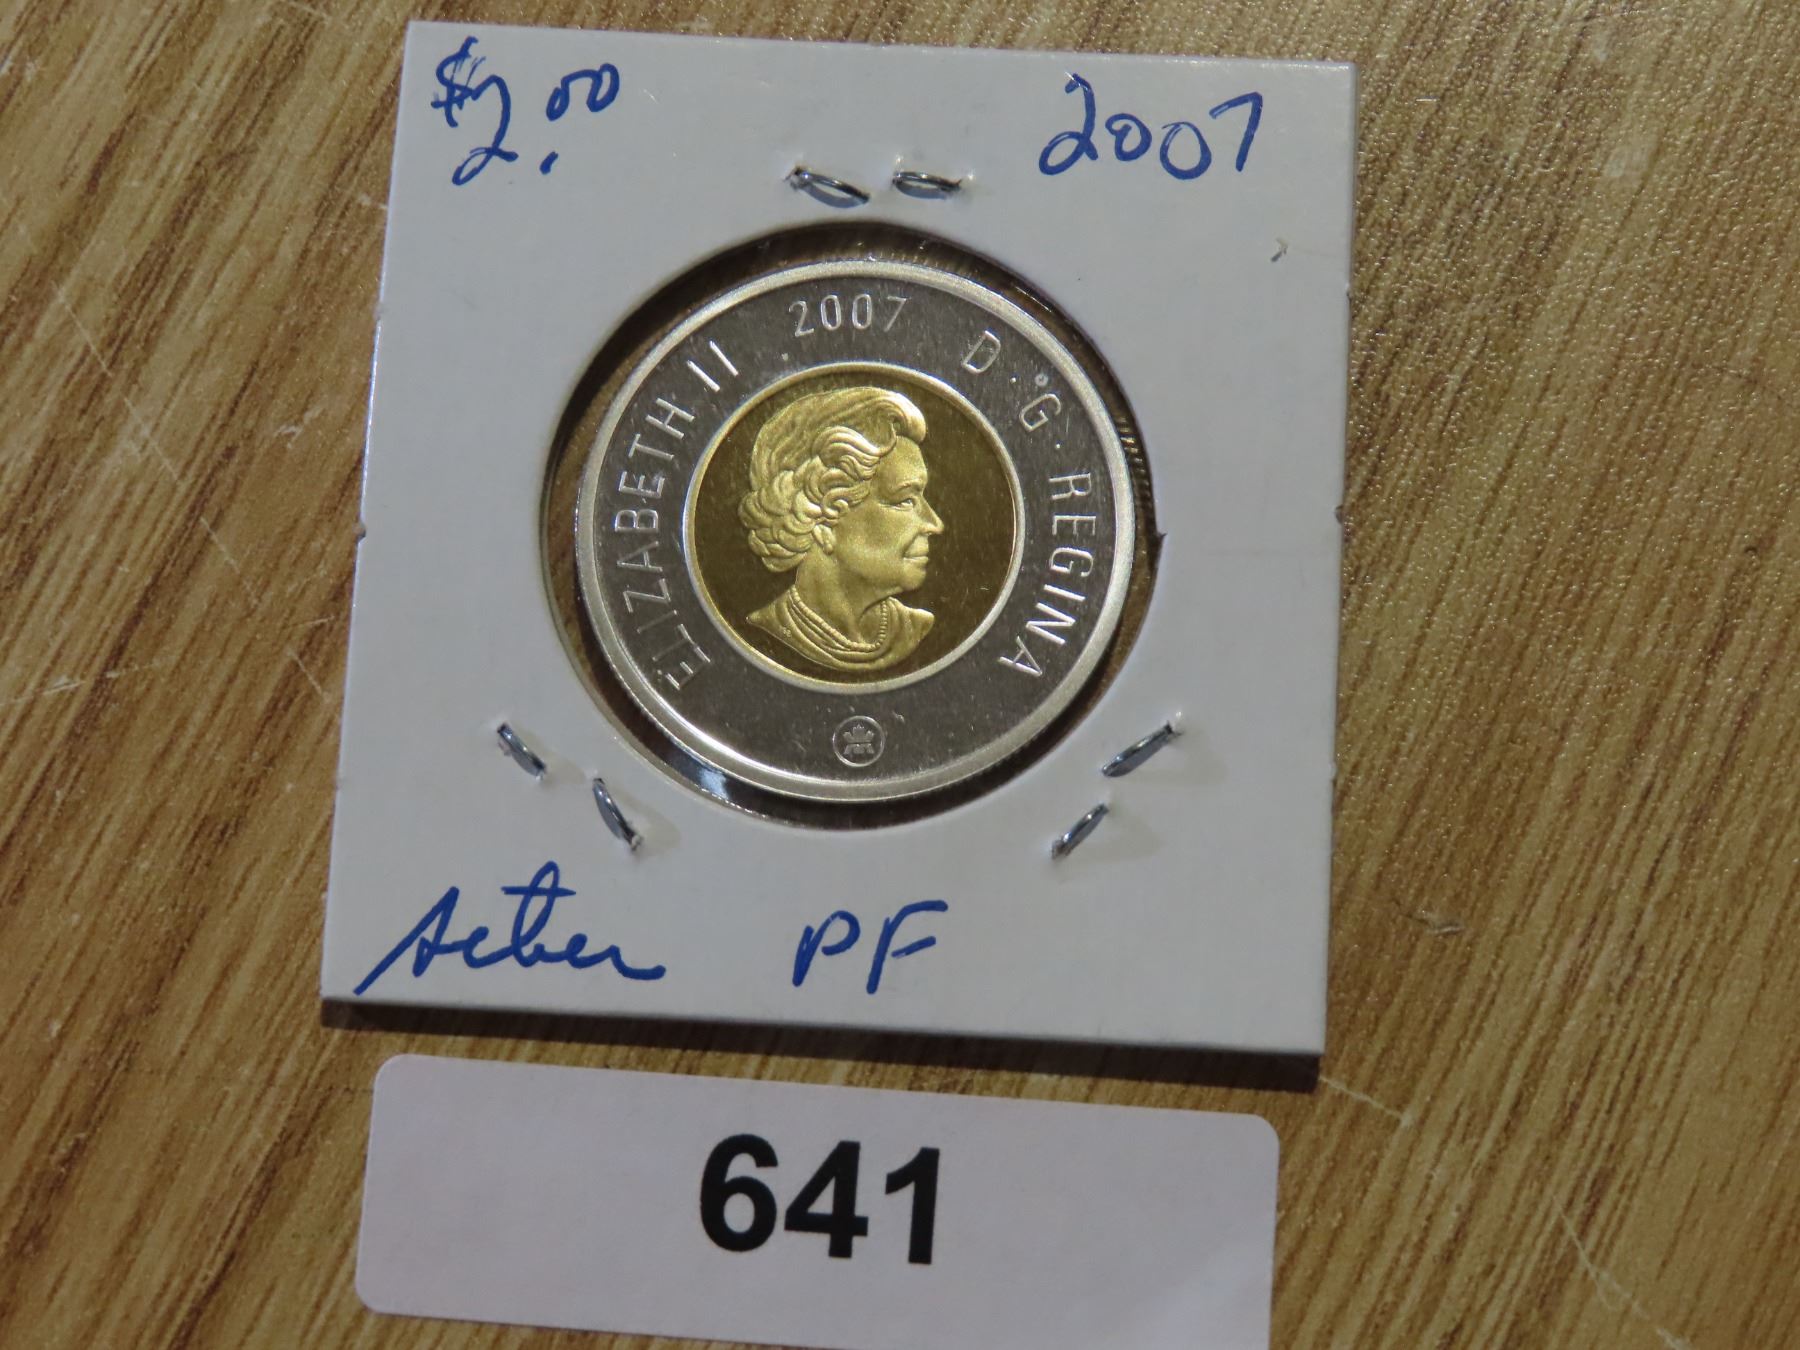 $2.00 2007
ELIZABETH II 2007 D·G·REGINA
PF
641